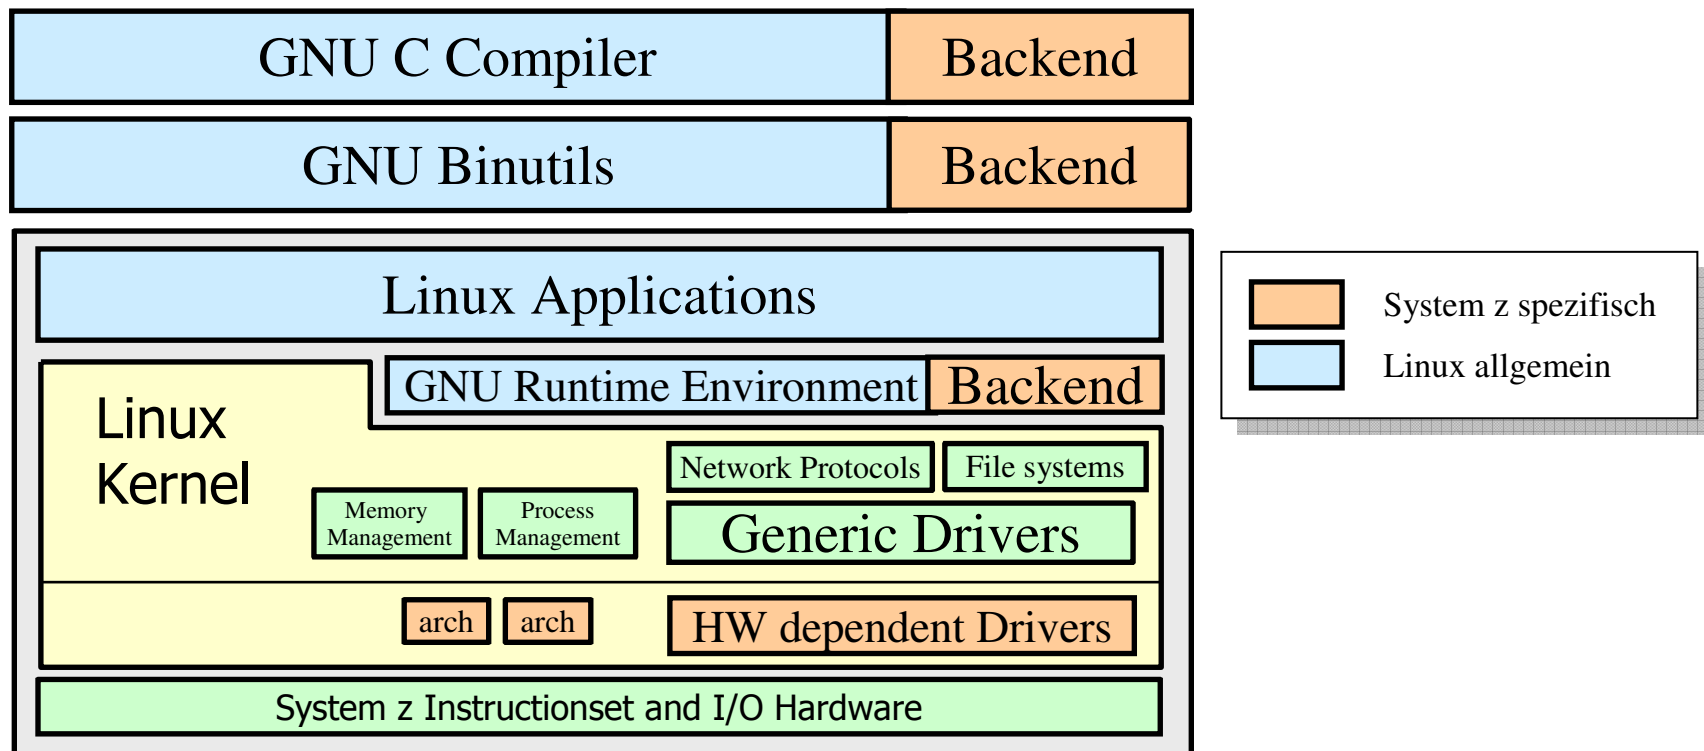 GNU C Compiler
Backend
GNU Binutils
Backend
Linux Applications
GNU Runtime Environment
Backend
Linux
Kernel
Network Protocols
File systems
Memory
Management
Process
Management
Generic Drivers
arch
arch
HW dependent Drivers
System z Instructionset and I/O Hardware
System z spezifisch
Linux allgemein